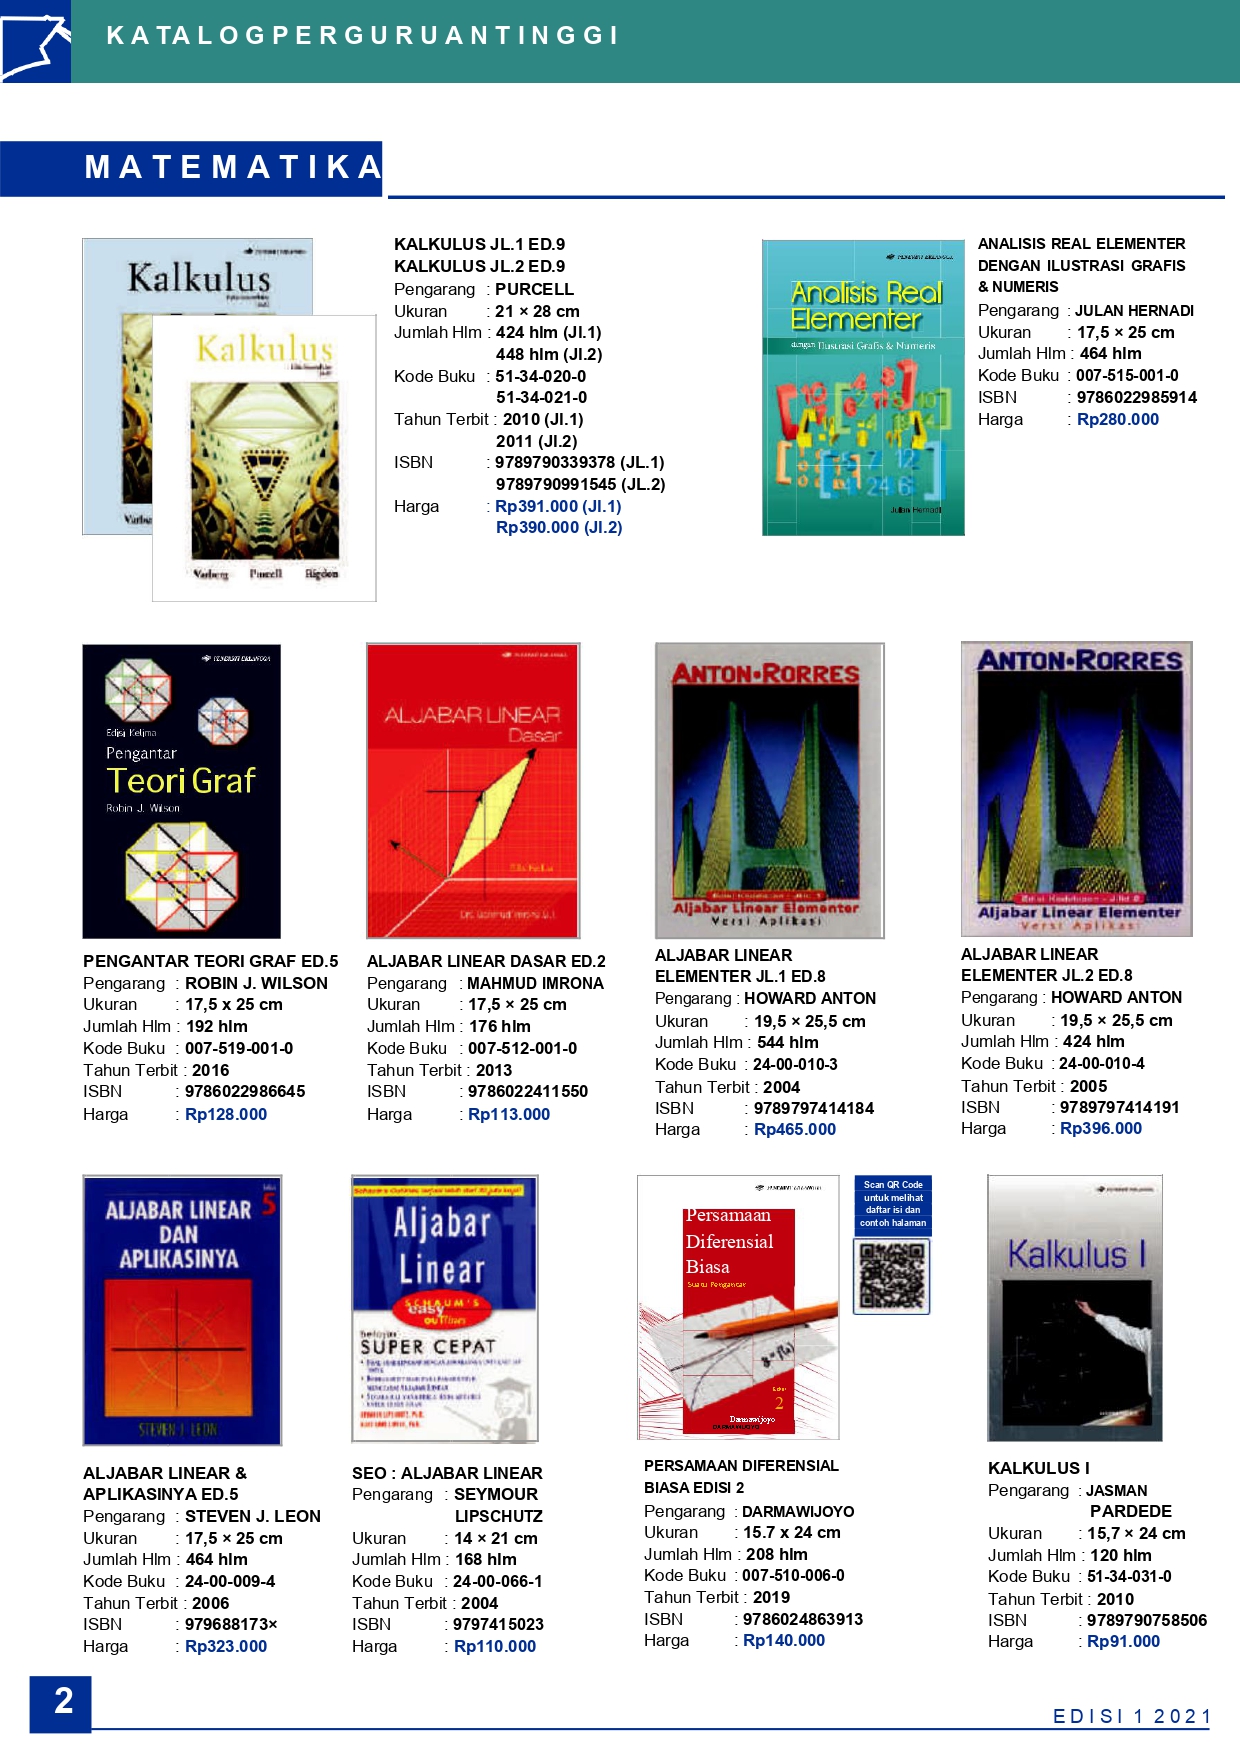 KATALOGPERGURUANTINGGI
MATEMATIKA
Kalkulus
Kalkulus
Varberg Purcell Rigdon
KALKULUS JL.1 ED.9
KALKULUS JL.2 ED.9
Pengarang : PURCELL
Ukuran : 21 × 28 cm
Jumlah Hlm : 424 hlm (Jl.1)
448 hlm (Jl.2)
Kode Buku : 51-34-020-0
51-34-021-0
Tahun Terbit : 2010 (Jl.1)
2011 (Jl.2)
ISBN : 9789790339378 (JL.1)
9789790991545 (JL.2)
Harga : Rp391.000 (Jl.1)
Rp390.000 (Jl.2)
PENERBIT ERLANGGA
Analisis Real
Elementer
dengan Ilustrasi Grafis & Numeris
Julan Hernadi
ANALISIS REAL ELEMENTER
DENGAN ILUSTRASI GRAFIS
& NUMERIS
Pengarang : JULAN HERNADI
Ukuran : 17,5 × 25 cm
Jumlah Hlm : 464 hlm
Kode Buku : 007-515-001-0
ISBN : 9786022985914
Harga : Rp280.000
PENERBIT ERLANGGA
Edisi Kelima
Pengantar
Teori Graf
Robin J. Wilson
PENGANTAR TEORI GRAF ED.5
Pengarang : ROBIN J. WILSON
Ukuran : 17,5 x 25 cm
Jumlah Hlm : 192 hlm
Kode Buku : 007-519-001-0
Tahun Terbit : 2016
ISBN : 9786022986645
Harga : Rp128.000
ALJABAR LINEAR
Dasar
ALJABAR LINEAR DASAR ED.2
Pengarang : MAHMUD IMRONA
Ukuran : 17,5 × 25 cm
Jumlah Hlm : 176 hlm
Kode Buku : 007-512-001-0
Tahun Terbit : 2013
ISBN : 9786022411550
Harga : Rp113.000
ANTON•RORRES
Aljabar Linear Elementer
Versi Aplikasi
ALJABAR LINEAR
ELEMENTER JL.1 ED.8
Pengarang : HOWARD ANTON
Ukuran : 19,5 × 25,5 cm
Jumlah Hlm : 544 hlm
Kode Buku : 24-00-010-3
Tahun Terbit : 2004
ISBN : 9789797414184
Harga : Rp465.000
ANTON•RORRES
Aljabar Linear Elementer
Versi Aplikasi
ALJABAR LINEAR
ELEMENTER JL.2 ED.8
Pengarang : HOWARD ANTON
Ukuran : 19,5 × 25,5 cm
Jumlah Hlm : 424 hlm
Kode Buku : 24-00-010-4
Tahun Terbit : 2005
ISBN : 9789797414191
Harga : Rp396.000
5
ALJABAR LINEAR
DAN
APLIKASINYA
STEVEN J. LEON
ALJABAR LINEAR &
APLIKASINYA ED.5
Pengarang : STEVEN J. LEON
Ukuran : 17,5 × 25 cm
Jumlah Hlm : 464 hlm
Kode Buku : 24-00-009-4
Tahun Terbit : 2006
ISBN : 979688173×
Harga : Rp323.000
Aljabar
Linear
SCHAUM'S
easy
OUTlines
belajar
SUPER CEPAT
SEO : ALJABAR LINEAR
Pengarang : SEYMOUR
LIPSCHUTZ
Ukuran : 14 × 21 cm
Jumlah Hlm : 168 hlm
Kode Buku : 24-00-066-1
Tahun Terbit : 2004
ISBN : 9797415023
Harga : Rp110.000
Persamaan
Diferensial
Biasa
Suatu Pengantar
2
Darmawijoyo
DARMAWIJOYO
Scan QR Code
untuk melihat
daftar isi dan
contoh halaman
PERSAMAAN DIFERENSIAL
BIASA EDISI 2
Pengarang : DARMAWIJOYO
Ukuran : 15.7 x 24 cm
Jumlah Hlm : 208 hlm
Kode Buku : 007-510-006-0
Tahun Terbit : 2019
ISBN : 9786024863913
Harga : Rp140.000
Kalkulus I
KALKULUS I
Pengarang : JASMAN
PARDEDE
Ukuran : 15,7 × 24 cm
Jumlah Hlm : 120 hlm
Kode Buku : 51-34-031-0
Tahun Terbit : 2010
ISBN : 9789790758506
Harga : Rp91.000
2
EDISI 1 2021